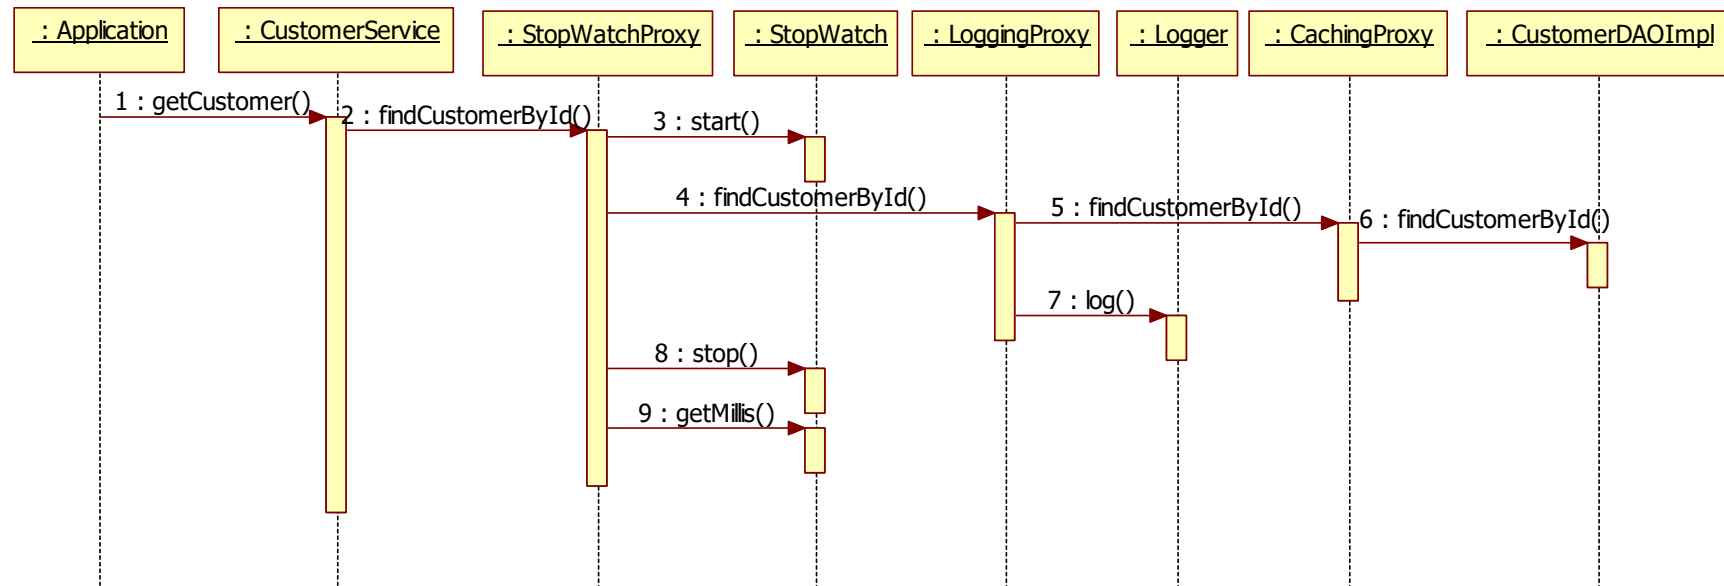 : Application
: CustomerService
: StopWatchProxy
: StopWatch
: LoggingProxy
: Logger
: CachingProxy
: CustomerDAOImpl
1 : getCustomer()
2 : findCustomerById()
3 : start()
4 : findCustomerById()
5 : findCustomerById()
6 : findCustomerById()
7 : log()
8 : stop()
9 : getMillis()